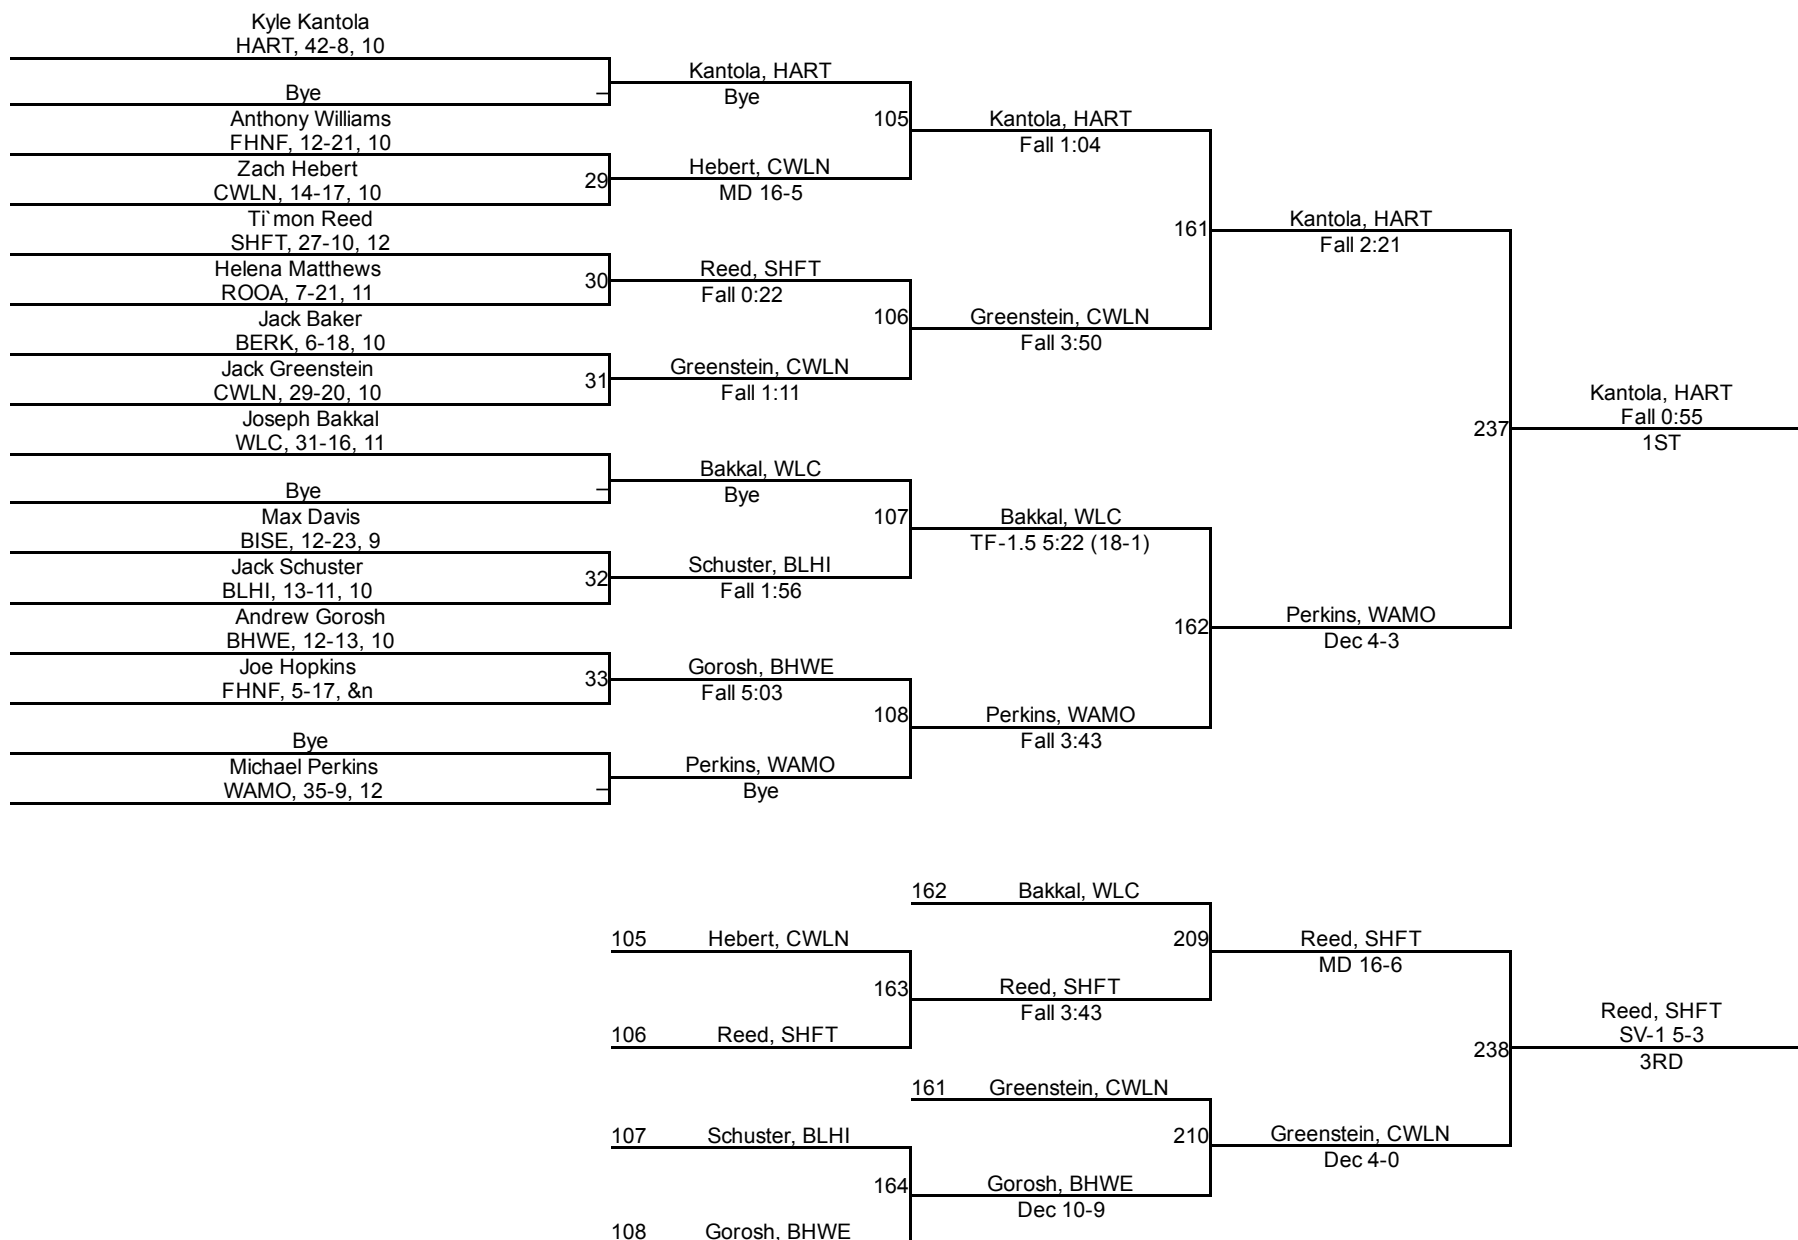 Kyle Kantola
HART, 42-8, 10
Bye
Anthony Williams
FHNF, 12-21, 10
Zach Hebert
CWLN, 14-17, 10
29
Ti`mon Reed
SHFT, 27-10, 12
Helena Matthews
ROOA, 7-21, 11
30
Jack Baker
BERK, 6-18, 10
Jack Greenstein
CWLN, 29-20, 10
31
Joseph Bakkal
WLC, 31-16, 11
Bye
Max Davis
BISE, 12-23, 9
Jack Schuster
BLHI, 13-11, 10
32
Andrew Gorosh
BHWE, 12-13, 10
Joe Hopkins
FHNF, 5-17, &n
33
Bye
Michael Perkins
WAMO, 35-9, 12
Kantola, HART
Bye
105
Hebert, CWLN
MD 16-5
Reed, SHFT
Fall 0:22
106
Greenstein, CWLN
Fall 1:11
Bakkal, WLC
Bye
107
Schuster, BLHI
Fall 1:56
Gorosh, BHWE
Fall 5:03
108
Perkins, WAMO
Bye
Kantola, HART
Fall 1:04
161
Greenstein, CWLN
Fall 3:50
Bakkal, WLC
TF-1.5 5:22 (18-1)
162
Perkins, WAMO
Fall 3:43
Kantola, HART
Fall 2:21
237
Perkins, WAMO
Dec 4-3
Kantola, HART
Fall 0:55
1ST
162 Bakkal, WLC
105 Hebert, CWLN
209
163
Reed, SHFT
Fall 3:43
106 Reed, SHFT
Reed, SHFT
MD 16-6
161 Greenstein, CWLN
107 Schuster, BLHI
210
164
Gorosh, BHWE
Dec 10-9
108 Gorosh, BHWE
Greenstein, CWLN
Dec 4-0
238
Reed, SHFT
SV-1 5-3
3RD